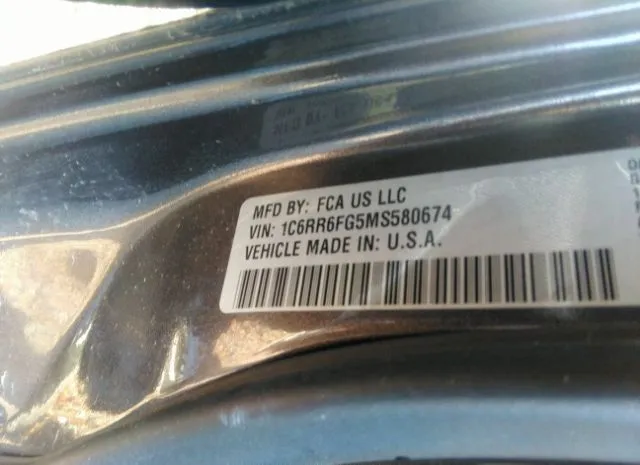 MFD BY: FCA US LLC
VIN: 1C6RR6FG5MS580674
VEHICLE MADE IN: U.S.A.